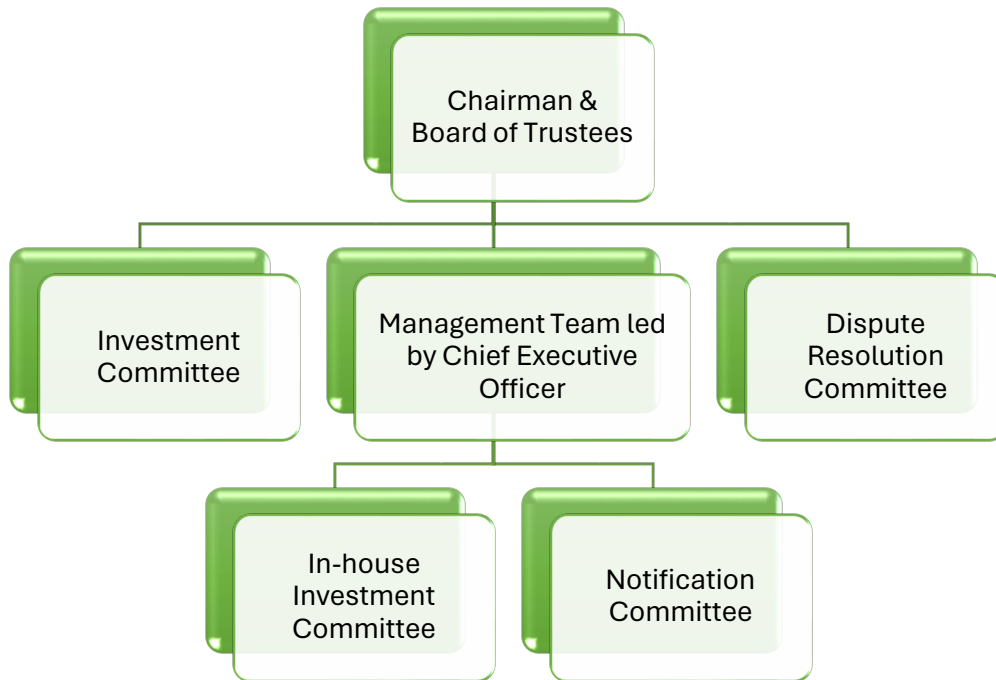 Chairman &
Board of Trustees
Investment
Committee
Management Team led
by Chief Executive
Officer
Dispute
Resolution
Committee
In-house
Investment
Committee
Notification
Committee